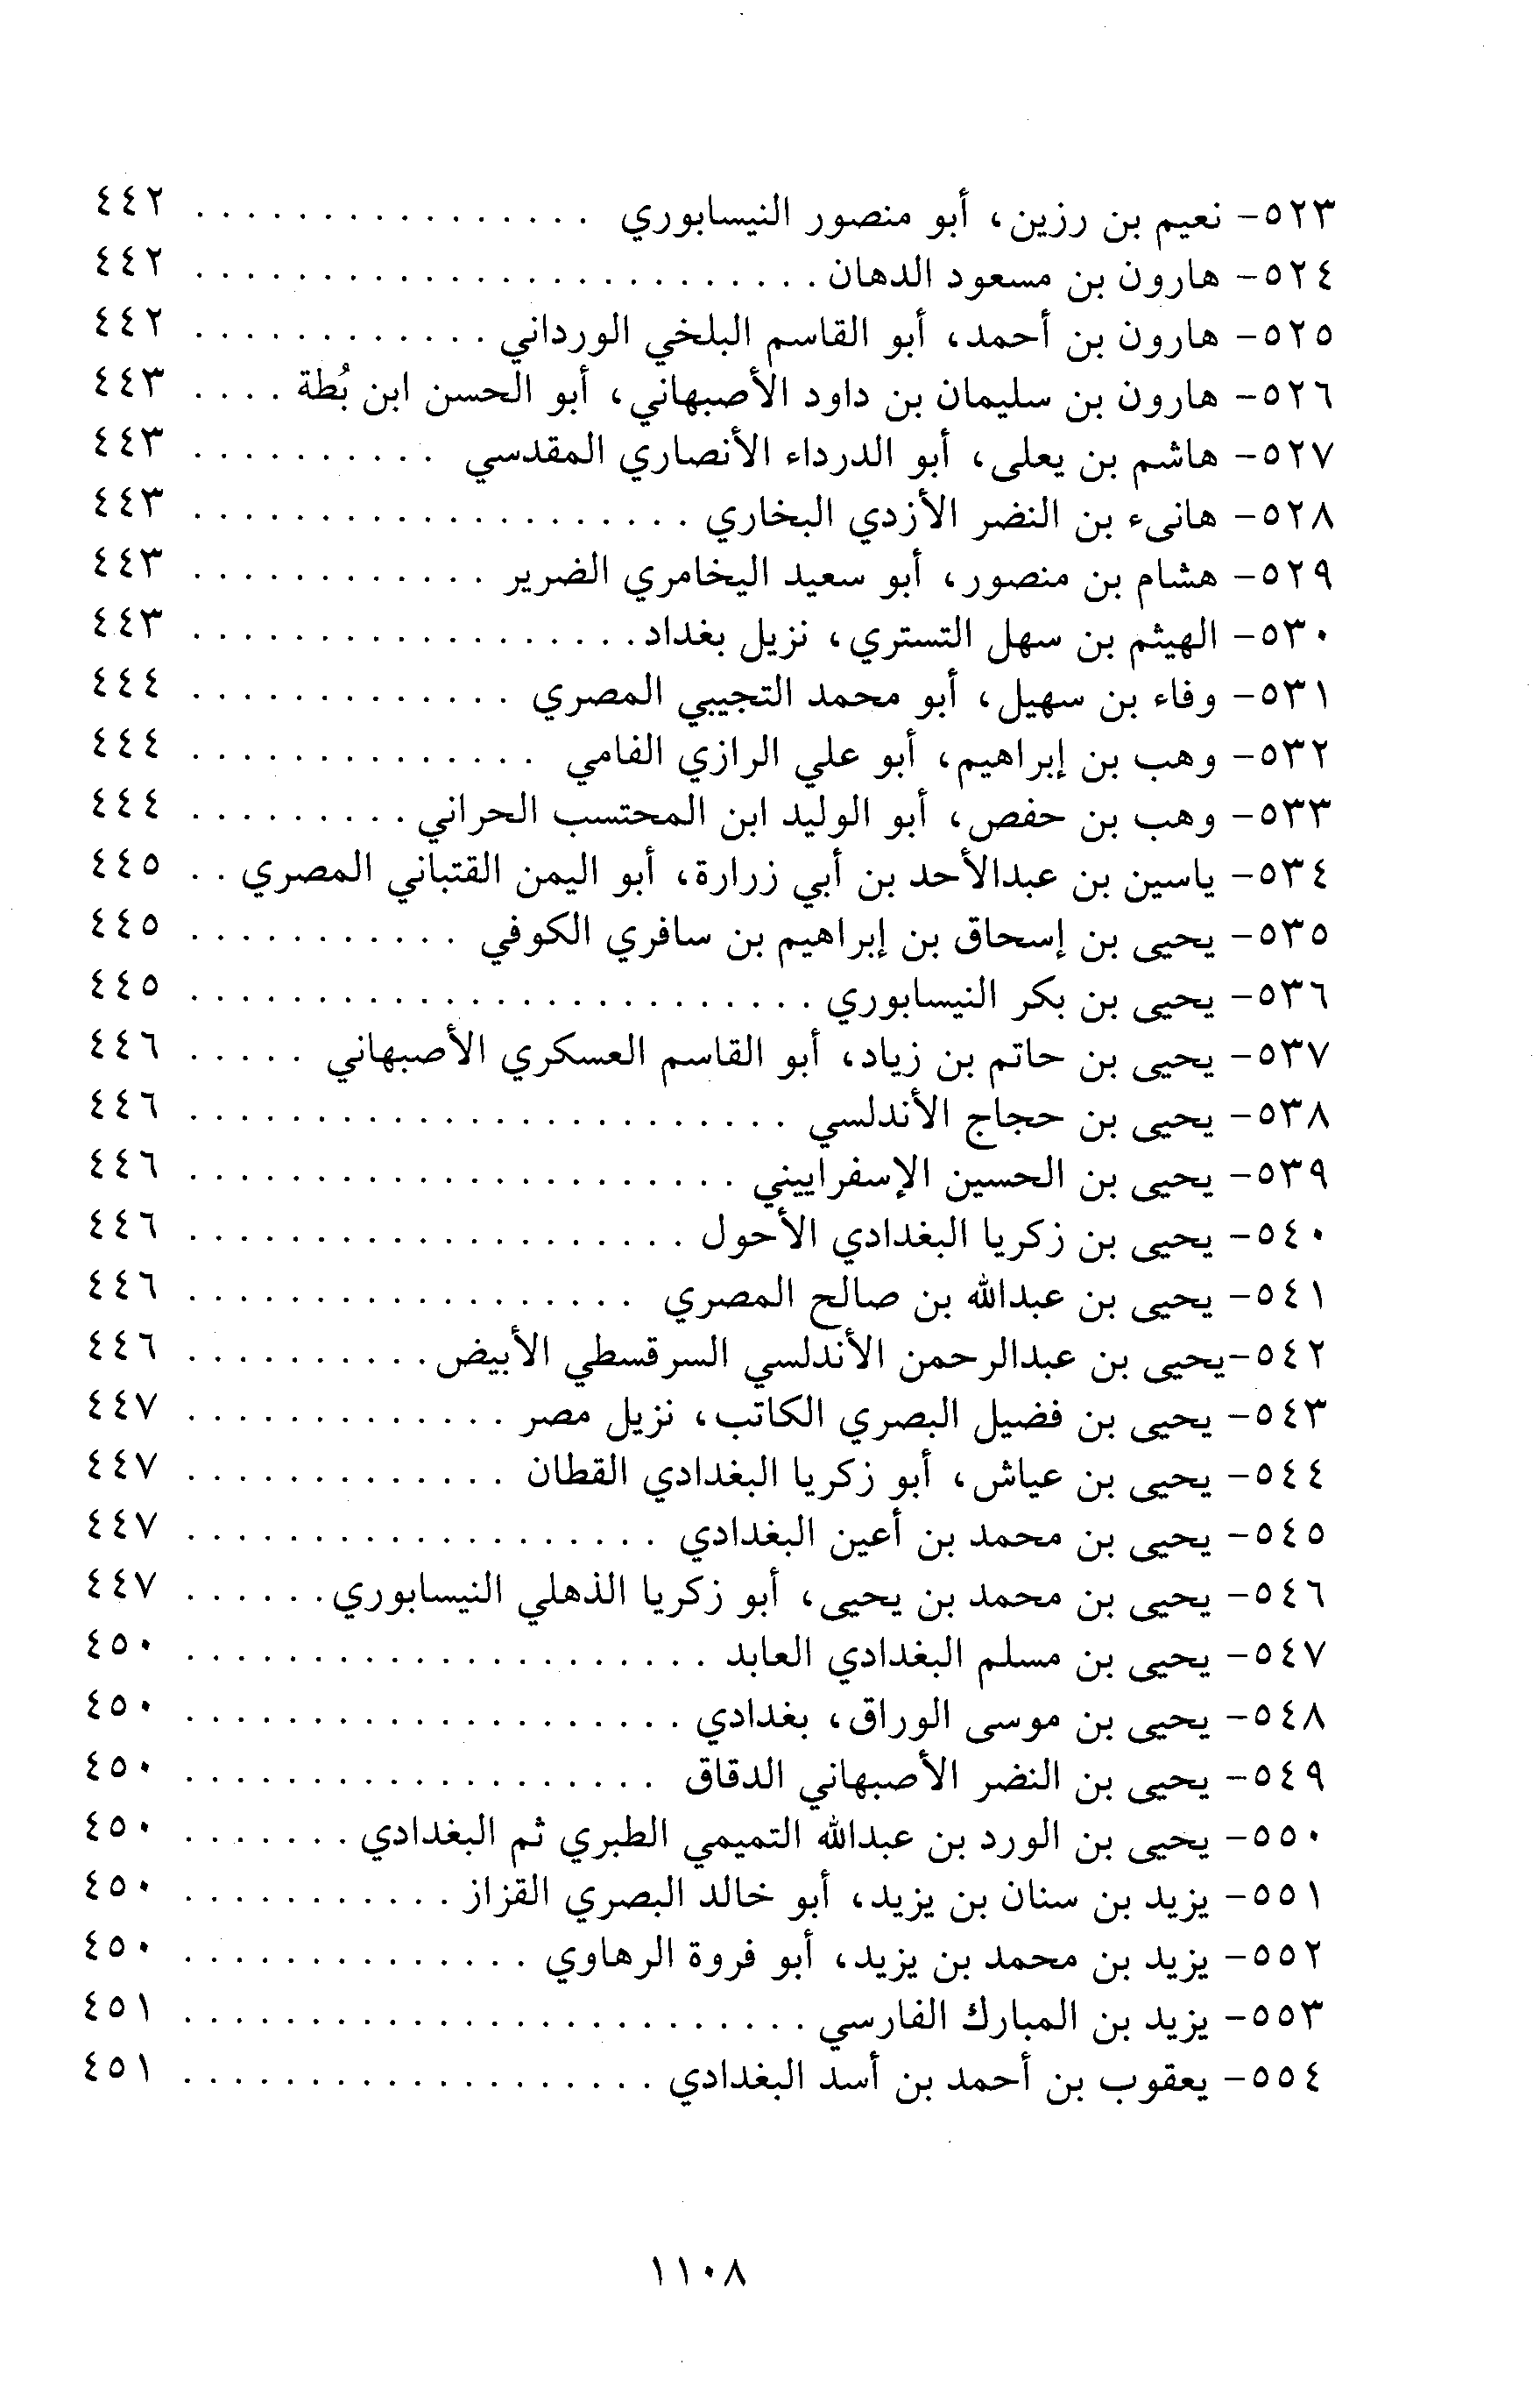 ٥٢٣- نعيم بن رزين، أبو منصور النيسابوري . . . . . . . . . . . . . . . . ٤٤٢
٥٢٤- هارون بن مسعود الدهان . . . . . . . . . . . . . . . . . . . . . . . . . ٤٤٢
٥٢٥- هارون بن أحمد، أبو القاسم البلخي الورداني . . . . . . . . . . . . ٤٤٢
٥٢٦- هارون بن سليمان بن داود الأصبهاني، أبو الحسن ابن بُطة . . . . ٤٤٣
٥٢٧- هاشم بن يعلى، أبو الدرداء الأنصاري المقدسي . . . . . . . . . . ٤٤٣
٥٢٨- هانىء بن النضر الأزدي البخاري . . . . . . . . . . . . . . . . . . . . ٤٤٣
٥٢٩- هشام بن منصور، أبو سعيد اليخامري الضرير . . . . . . . . . . . . ٤٤٣
٥٣٠- الهيثم بن سهل التستري، نزيل بغداد . . . . . . . . . . . . . . . . . . ٤٤٣
٥٣١- وفاء بن سهيل، أبو محمد التجيبي المصري . . . . . . . . . . . . . ٤٤٤
٥٣٢- وهب بن إبراهيم، أبو علي الرازي الفامي . . . . . . . . . . . . . . ٤٤٤
٥٣٣- وهب بن حفص، أبو الوليد ابن المحتسب الحراني . . . . . . . . . ٤٤٤
٥٣٤- ياسين بن عبدالأحد بن أبي زرارة، أبو اليمن القتباني المصري . . ٤٤٥
٥٣٥- يحيى بن إسحاق بن إبراهيم بن سافري الكوفي . . . . . . . . . . . ٤٤٥
٥٣٦- يحيى بن بكر النيسابوري . . . . . . . . . . . . . . . . . . . . . . . . . ٤٤٥
٥٣٧- يحيى بن حاتم بن زياد، أبو القاسم العسكري الأصبهاني . . . . . ٤٤٦
٥٣٨- يحيى بن حجاج الأندلسي . . . . . . . . . . . . . . . . . . . . . . . . ٤٤٦
٥٣٩- يحيى بن الحسين الإسفراييني . . . . . . . . . . . . . . . . . . . . . . ٤٤٦
٥٤٠- يحيى بن زكريا البغدادي الأحول . . . . . . . . . . . . . . . . . . . . ٤٤٦
٥٤١- يحيى بن عبدالله بن صالح المصري . . . . . . . . . . . . . . . . . . ٤٤٦
٥٤٢-يحيى بن عبدالرحمن الأندلسي السرقسطي الأبيض . . . . . . . . . . ٤٤٦
٥٤٣- يحيى بن فضيل البصري الكاتب، نزيل مصر . . . . . . . . . . . . . ٤٤٧
٥٤٤- يحيى بن عياش، أبو زكريا البغدادي القطان . . . . . . . . . . . . . ٤٤٧
٥٤٥- يحيى بن محمد بن أعين البغدادي . . . . . . . . . . . . . . . . . . . ٤٤٧
٥٤٦- يحيى بن محمد بن يحيى، أبو زكريا الذهلي النيسابوري . . . . . . ٤٤٧
٥٤٧- يحيى بن مسلم البغدادي العابد . . . . . . . . . . . . . . . . . . . . . ٤٥٠
٥٤٨- يحيى بن موسى الوراق، بغدادي . . . . . . . . . . . . . . . . . . . . ٤٥٠
٥٤٩- يحيى بن النضر الأصبهاني الدقاق . . . . . . . . . . . . . . . . . . . ٤٥٠
٥٥٠- يحيى بن الورد بن عبدالله التميمي الطبري ثم البغدادي . . . . . . . ٤٥٠
٥٥١- يزيد بن سنان بن يزيد، أبو خالد البصري القزاز . . . . . . . . . . . ٤٥٠
٥٥٢- يزيد بن محمد بن يزيد، أبو فروة الرهاوي . . . . . . . . . . . . . . ٤٥٠
٥٥٣- يزيد بن المبارك الفارسي . . . . . . . . . . . . . . . . . . . . . . . . . ٤٥١
٥٥٤- يعقوب بن أحمد بن أسد البغدادي . . . . . . . . . . . . . . . . . . . ٤٥١
١١٠٨